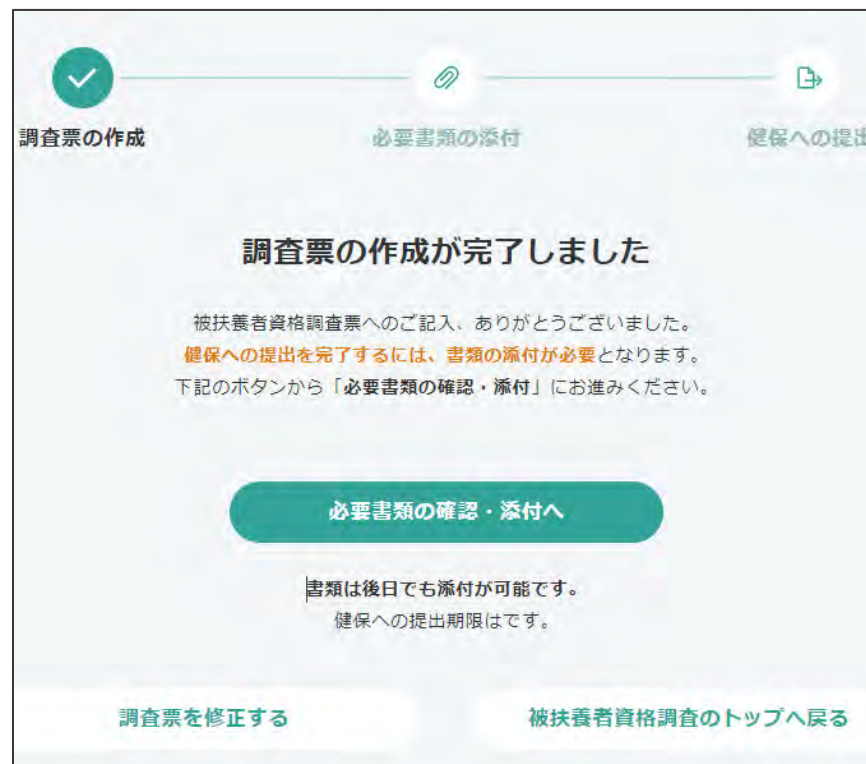 調査票の作成
必要書類の添付
健保への提出
調査票の作成が完了しました
被扶養者資格調査票へのご記入、ありがとうございました。
健保への提出を完了するには、書類の添付が必要となります。
下記のボタンから「必要書類の確認・添付」にお進みください。
必要書類の確認・添付へ
書類は後日でも添付が可能です。
健保への提出期限はです。
調査票を修正する
被扶養者資格調査のトップへ戻る